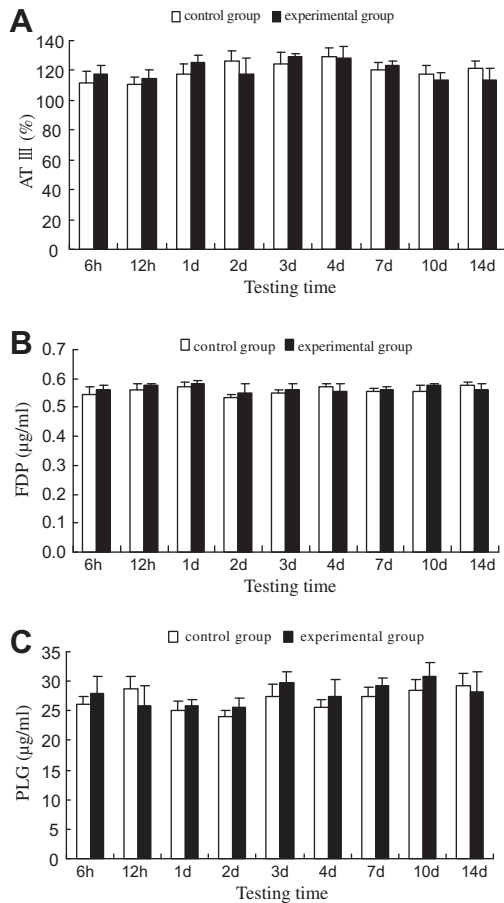 A
control group experimental group
140
120
100
80
60
40
20
0
AT Ⅲ (%)
6h 12h 1d 2d 3d 4d 7d 10d 14d
Testing time
B
control group experimental group
0.7
0.6
0.5
0.4
0.3
0.2
0.1
0.0
FDP (μg/ml)
6h 12h 1d 2d 3d 4d 7d 10d 14d
Testing time
C
control group experimental group
35
30
25
20
15
10
5
0
PLG (μg/ml)
6h 12h 1d 2d 3d 4d 7d 10d 14d
Testing time